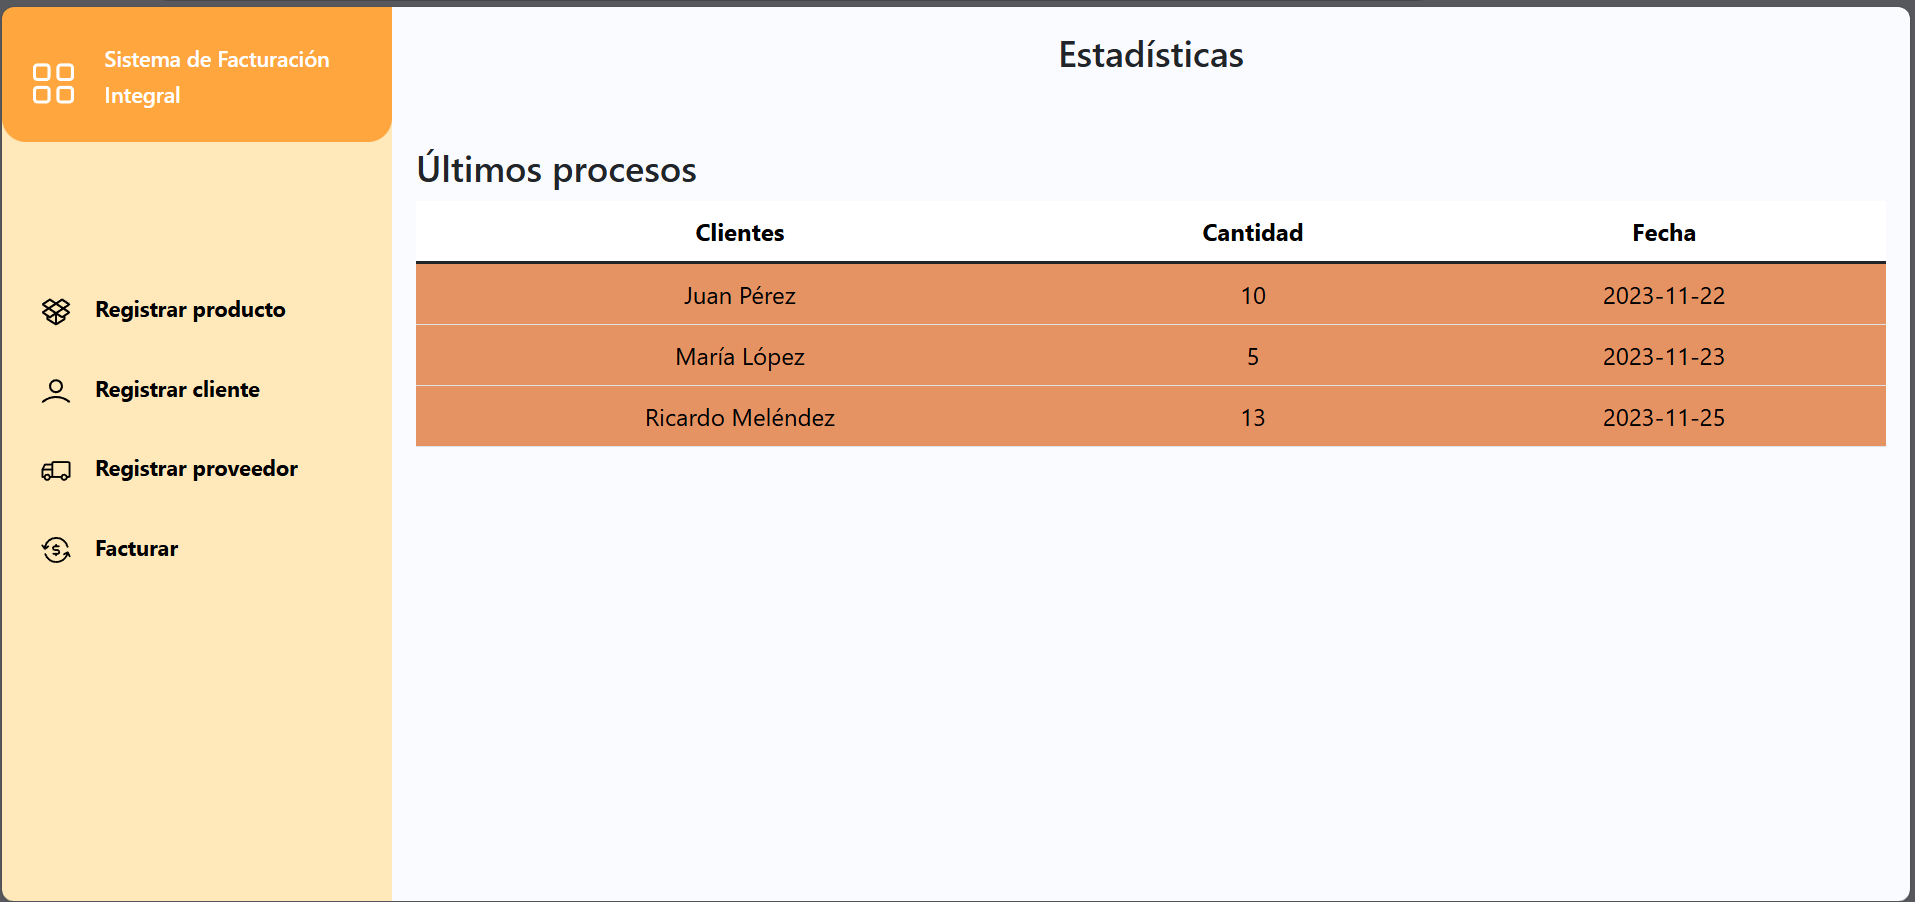 Sistema de Facturación
Integral
Registrar producto
Registrar cliente
Registrar proveedor
Facturar
Estadísticas
Últimos procesos
Clientes Cantidad Fecha
Juan Pérez 10 2023-11-22
María López 5 2023-11-23
Ricardo Meléndez 13 2023-11-25